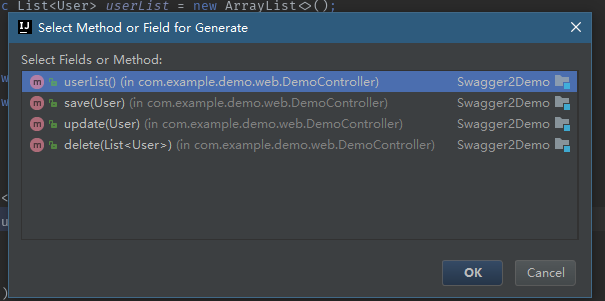 c List<User> userList = new ArrayList<>();
Select Method or Field for Generate
Select Fields or Method:
userList() (in com.example.demo.web.DemoController) Swagger2Demo
save(User) (in com.example.demo.web.DemoController) Swagger2Demo
update(User) (in com.example.demo.web.DemoController) Swagger2Demo
delete(List<User>) (in com.example.demo.web.DemoController) Swagger2Demo
OK Cancel